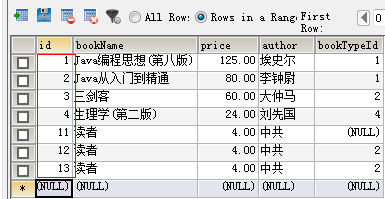 All Rows Rows in a Range First Row: 0
id bookName price author bookTypeId
1 Java编程思想(第八版) 125.00 埃史尔 1
2 Java从入门到精通 80.00 李钟尉 1
3 三剑客 60.00 大仲马 2
4 生理学(第二版) 24.00 刘先国 4
11 读者 4.00 中共 (NULL)
12 读者 4.00 中共 2
13 读者 4.00 中共 2
* (NULL) (NULL) (NULL) (NULL) (NULL)